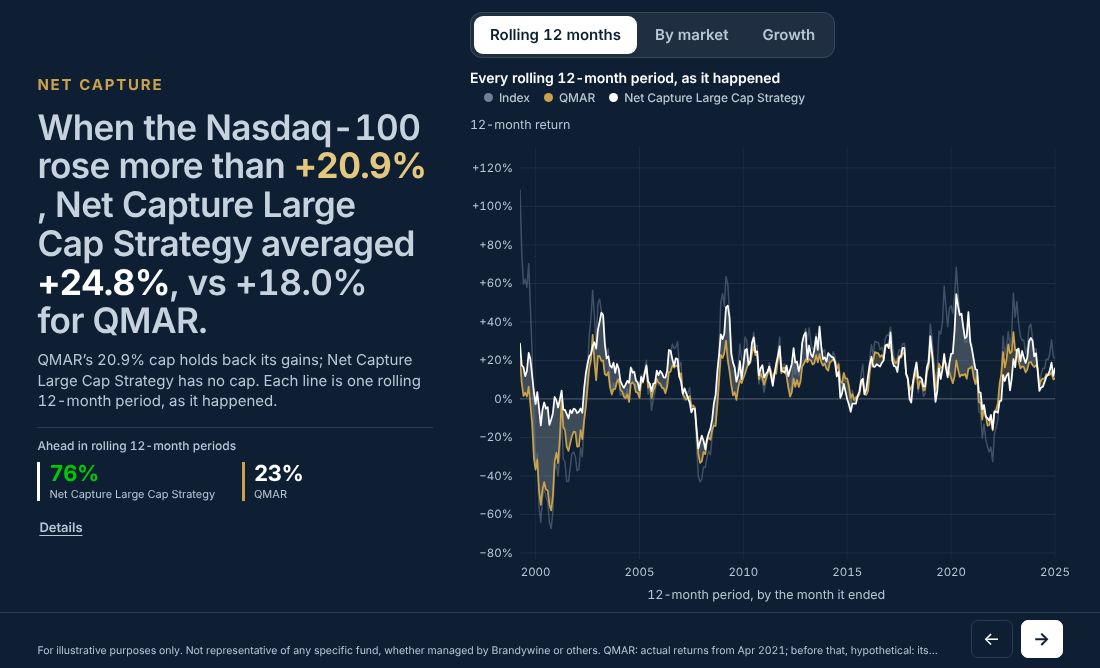 Rolling 12 months
By market
Growth
NET CAPTURE
When the Nasdaq-100
rose more than +20.9%
, Net Capture Large
Cap Strategy averaged
+24.8%, vs +18.0%
for QMAR.
QMAR's 20.9% cap holds back its gains; Net Capture
Large Cap Strategy has no cap. Each line is one rolling
12-month period, as it happened.
Ahead in rolling 12-month periods
76%
Net Capture Large Cap Strategy
23%
QMAR
Details
Every rolling 12-month period, as it happened
Index
QMAR
Net Capture Large Cap Strategy
12-month return
+120%
+100%
+80%
+60%
+40%
+20%
0%
−20%
−40%
−60%
−80%
2000
2005
2010
2015
2020
2025
12-month period, by the month it ended
For illustrative purposes only. Not representative of any specific fund, whether managed by Brandywine or others. QMAR: actual returns from Apr 2021; before that, hypothetical: its...